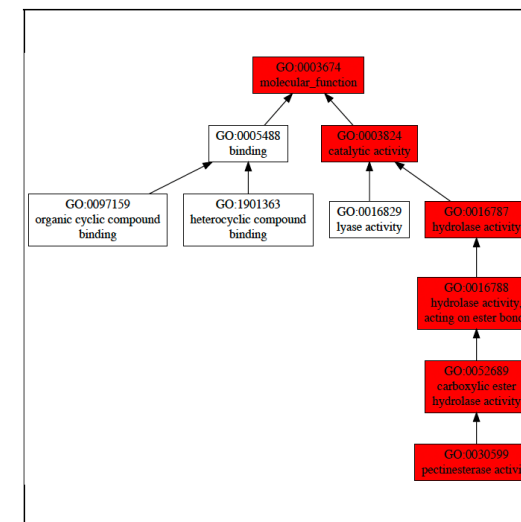 GO:0003674
molecular_function
GO:0005488
binding
GO:0003824
catalytic activity
GO:0097159
organic cyclic compound
binding
GO:1901363
heterocyclic compound
binding
GO:0016829
lyase activity
GO:0016787
hydrolase activity
GO:0016788
hydrolase activity,
acting on ester bond
GO:0052689
carboxylic ester
hydrolase activity
GO:0030599
pectinesterase activi